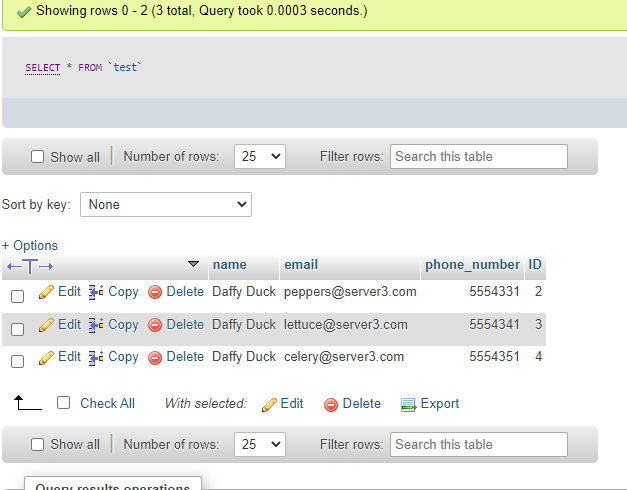 Showing rows 0 - 2 (3 total, Query took 0.0003 seconds.)
SELECT * FROM `test`
Show all Number of rows: 25 Filter rows: Search this table
Sort by key: None
+ Options
name email phone_number ID
Edit Copy Delete Daffy Duck peppers@server3.com 5554331 2
Edit Copy Delete Daffy Duck lettuce@server3.com 5554341 3
Edit Copy Delete Daffy Duck celery@server3.com 5554351 4
Check All With selected: Edit Delete Export
Show all Number of rows: 25 Filter rows: Search this table
Query results operations